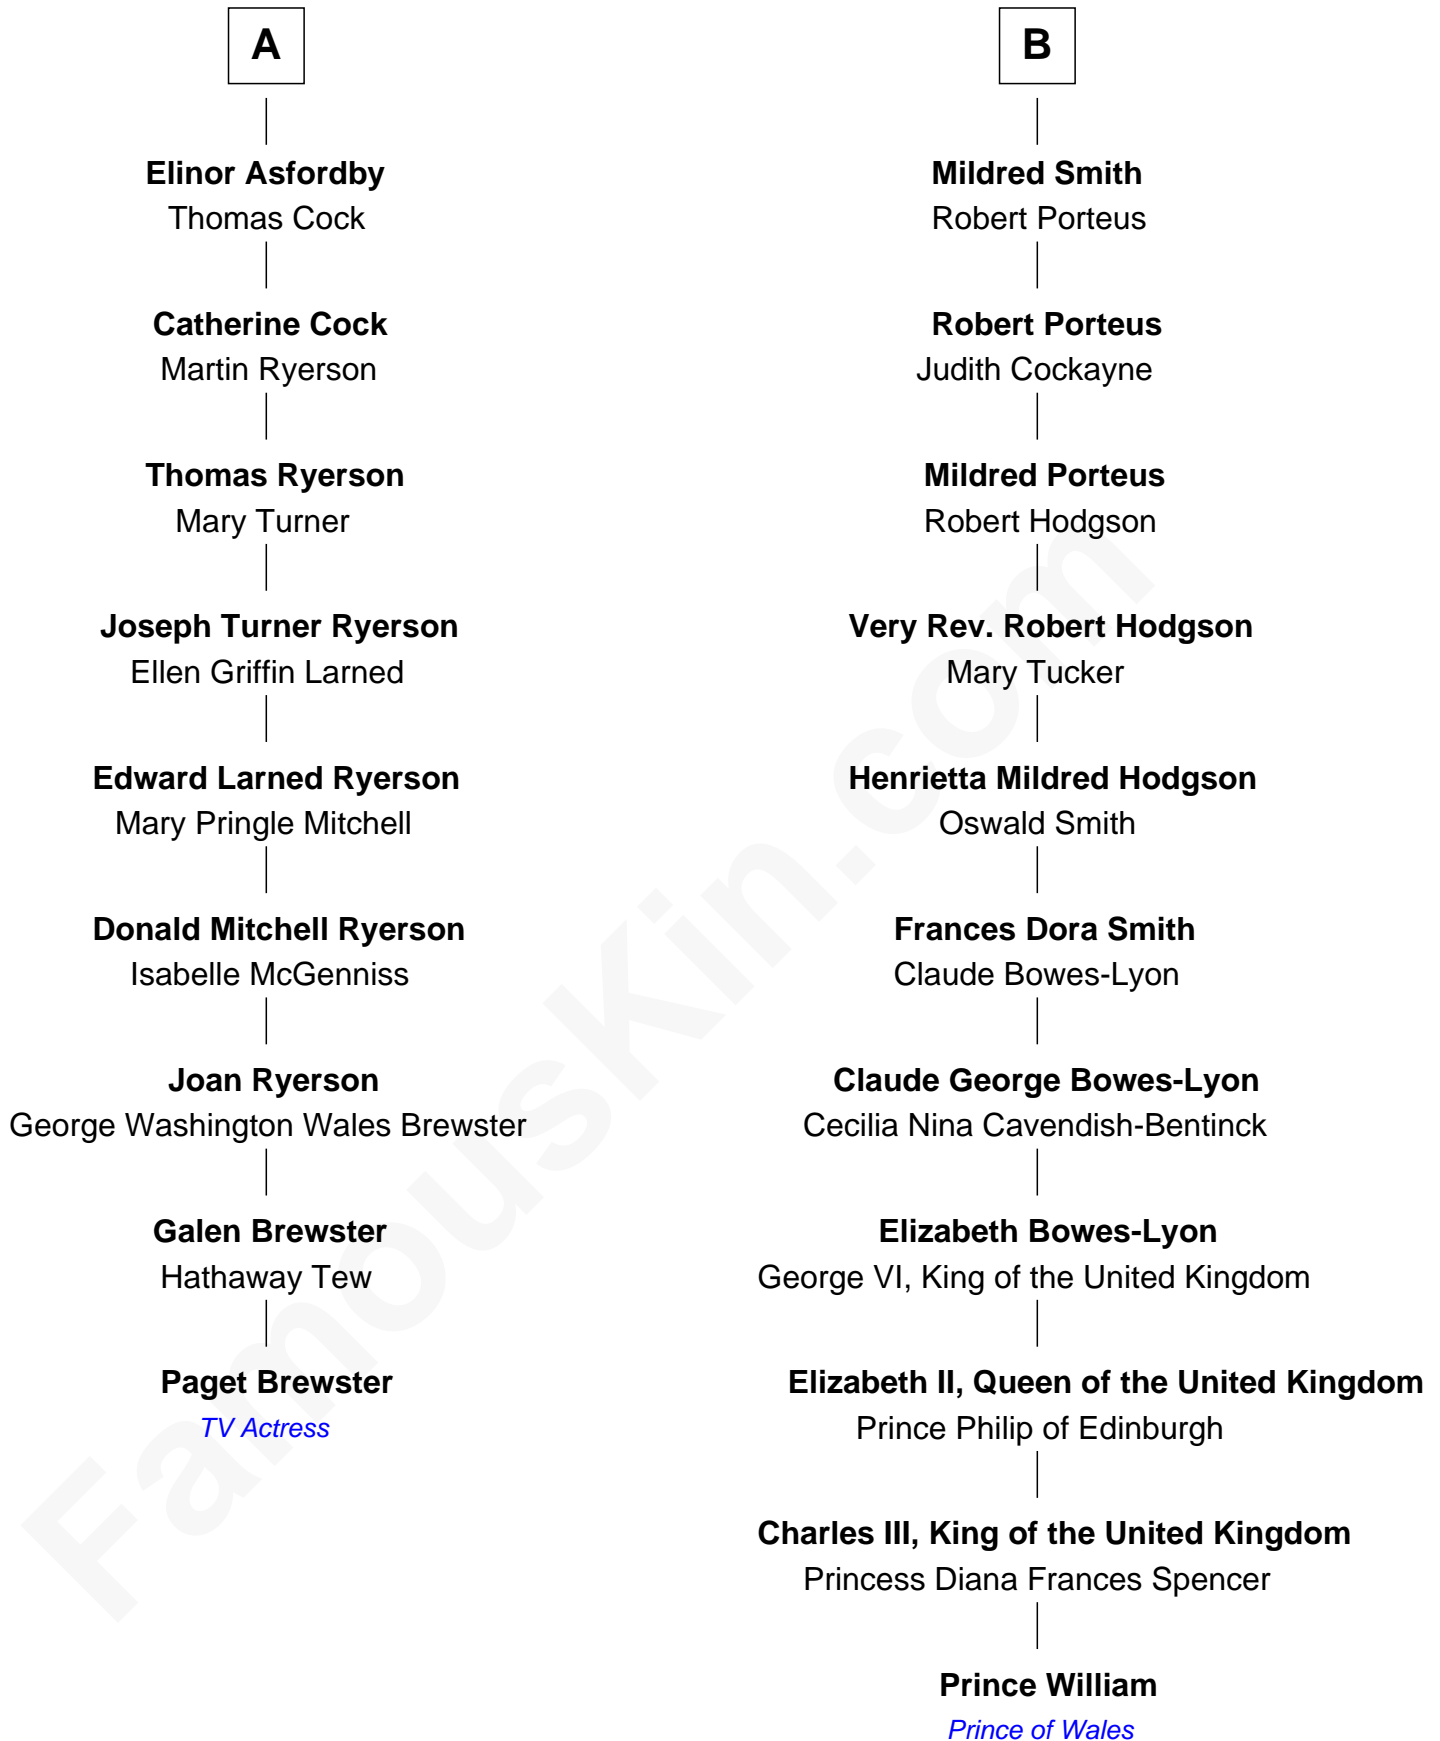 A
Elinor Asfordby
Thomas Cock
Catherine Cock
Martin Ryerson
Thomas Ryerson
Mary Turner
Joseph Turner Ryerson
Ellen Griffin Larned
Edward Larned Ryerson
Mary Pringle Mitchell
Donald Mitchell Ryerson
Isabelle McGenniss
Joan Ryerson
George Washington Wales Brewster
Galen Brewster
Hathaway Tew
Paget Brewster
TV Actress
B
Mildred Smith
Robert Porteus
Robert Porteus
Judith Cockayne
Mildred Porteus
Robert Hodgson
Very Rev. Robert Hodgson
Mary Tucker
Henrietta Mildred Hodgson
Oswald Smith
Frances Dora Smith
Claude Bowes-Lyon
Claude George Bowes-Lyon
Cecilia Nina Cavendish-Bentinck
Elizabeth Bowes-Lyon
George VI, King of the United Kingdom
Elizabeth II, Queen of the United Kingdom
Prince Philip of Edinburgh
Charles III, King of the United Kingdom
Princess Diana Frances Spencer
Prince William
Prince of Wales
FamousKin.com